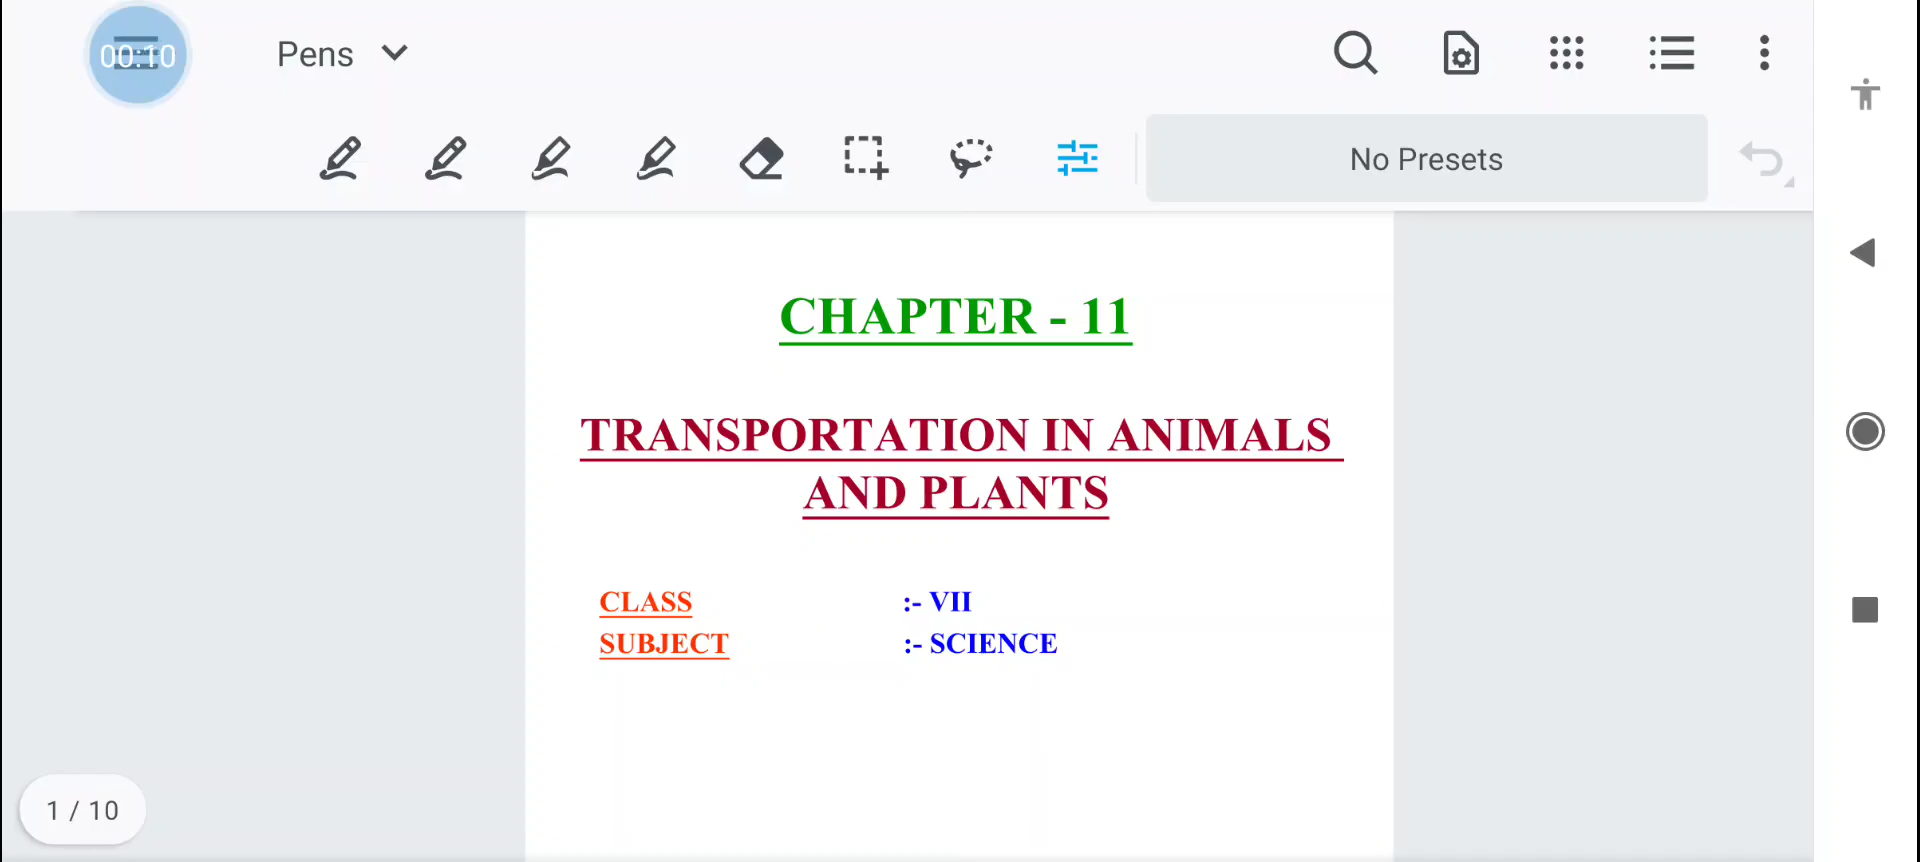 00:10
Pens
No Presets
CHAPTER - 11
TRANSPORTATION IN ANIMALS
AND PLANTS
CLASS :- VII
SUBJECT :- SCIENCE
1 / 10